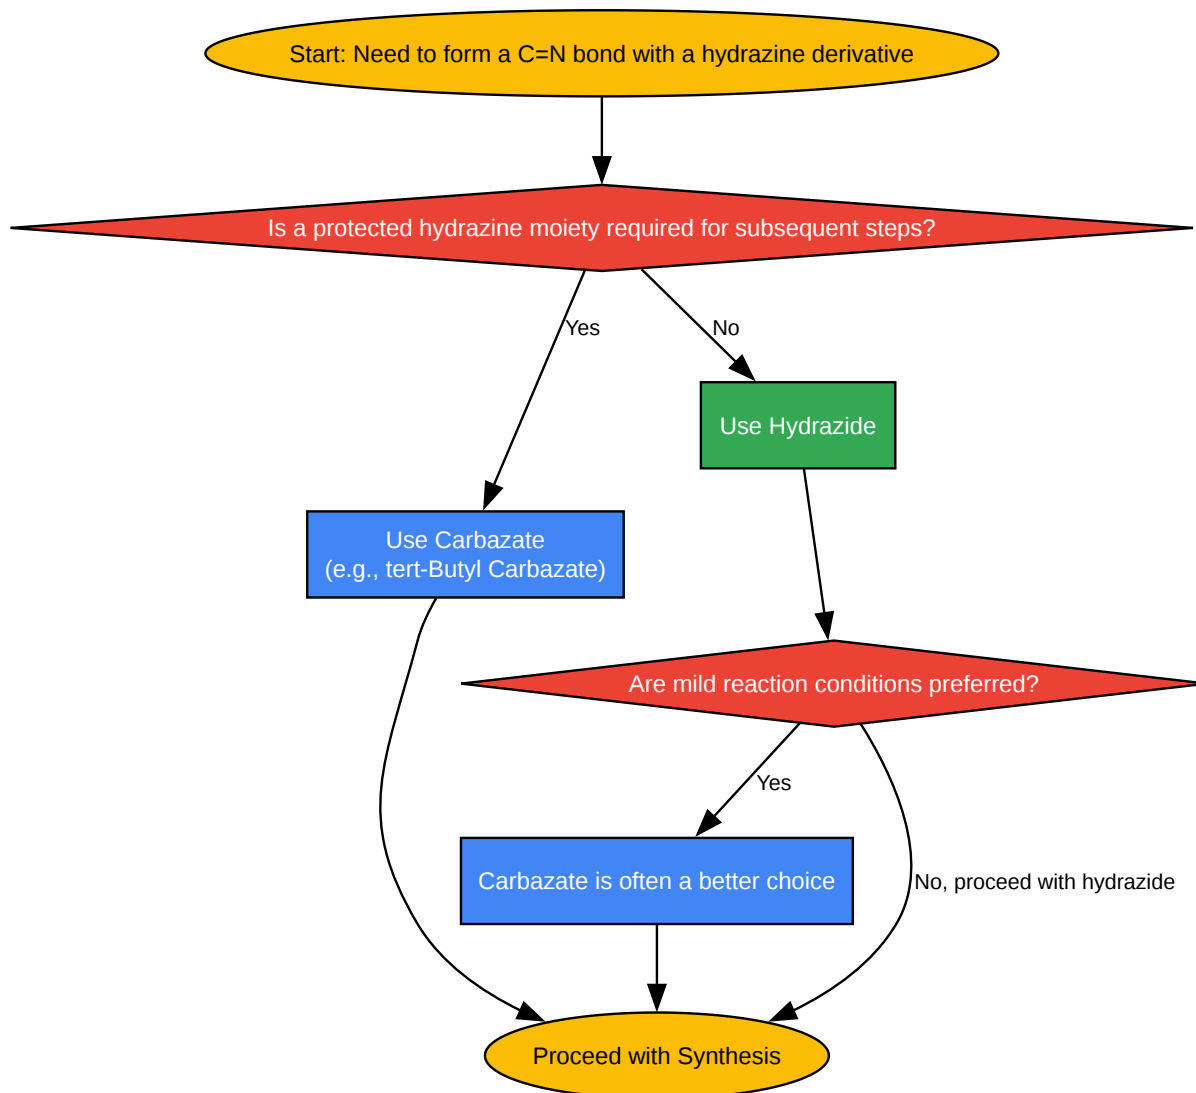 Start: Need to form a C=N bond with a hydrazine derivative
Is a protected hydrazine moiety required for subsequent steps?
Yes
No
Use Hydrazide
Use Carbazate
(e.g., tert-Butyl Carbazate)
Are mild reaction conditions preferred?
Yes
Carbazate is often a better choice
No, proceed with hydrazide
Proceed with Synthesis